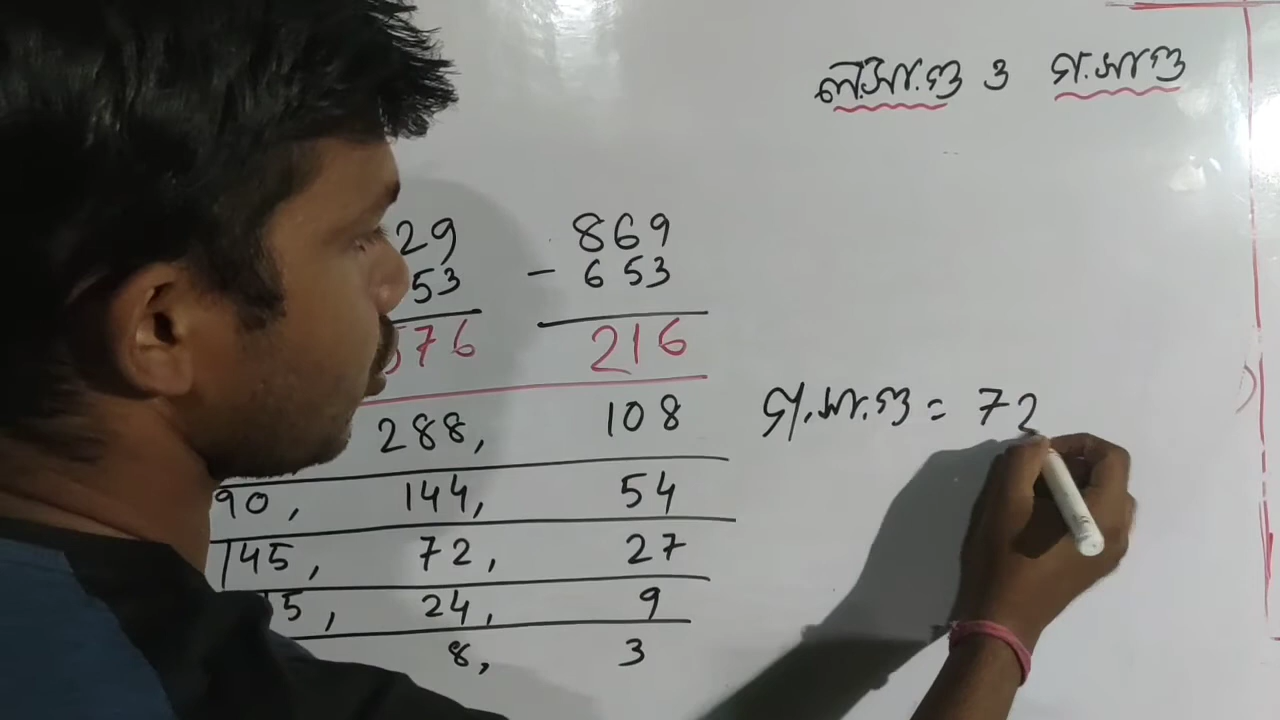 ল.সা.গু ও গ.সা.গু
29 869
53 - 653
576 216
288, 108
90, 144, 54
145, 72, 27
5, 24, 9
8, 3
গ.সা.গু = 72